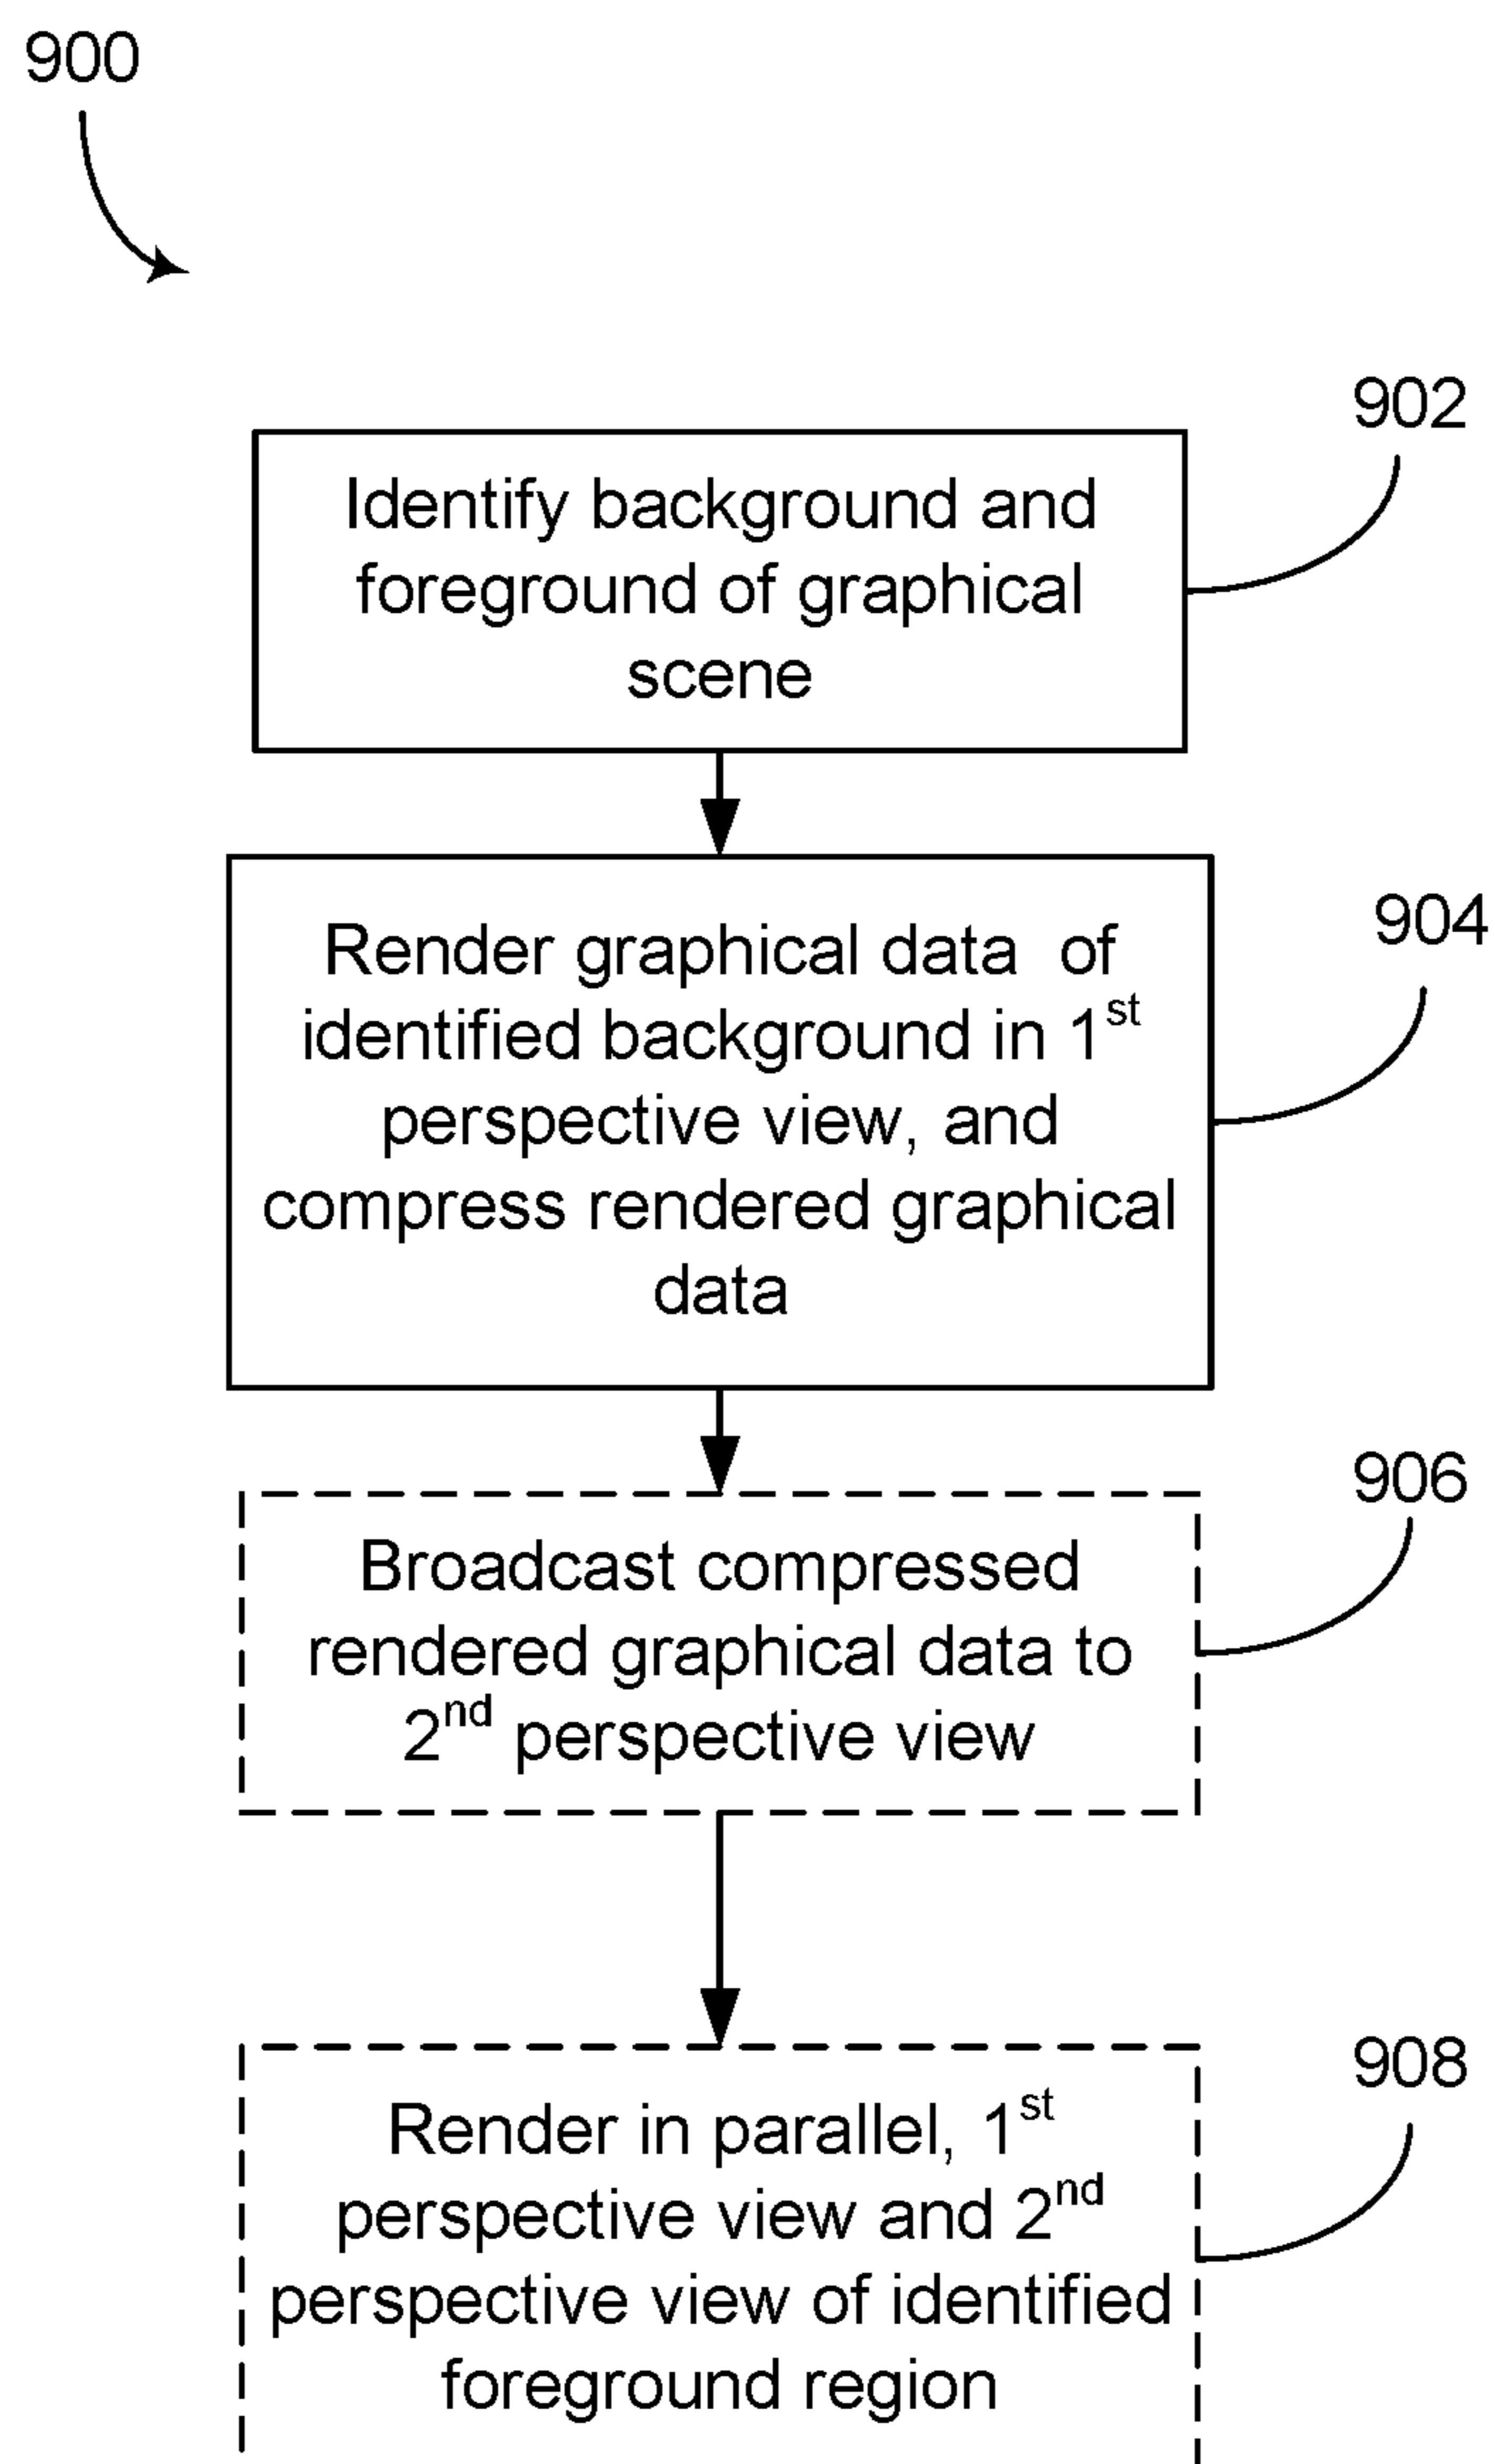 900
902
Identify background and
foreground of graphical
scene
904
Render graphical data of
identified background in 1st
perspective view, and
compress rendered graphical
data
906
Broadcast compressed
rendered graphical data to
2nd perspective view
908
Render in parallel, 1st
perspective view and 2nd
perspective view of identified
foreground region